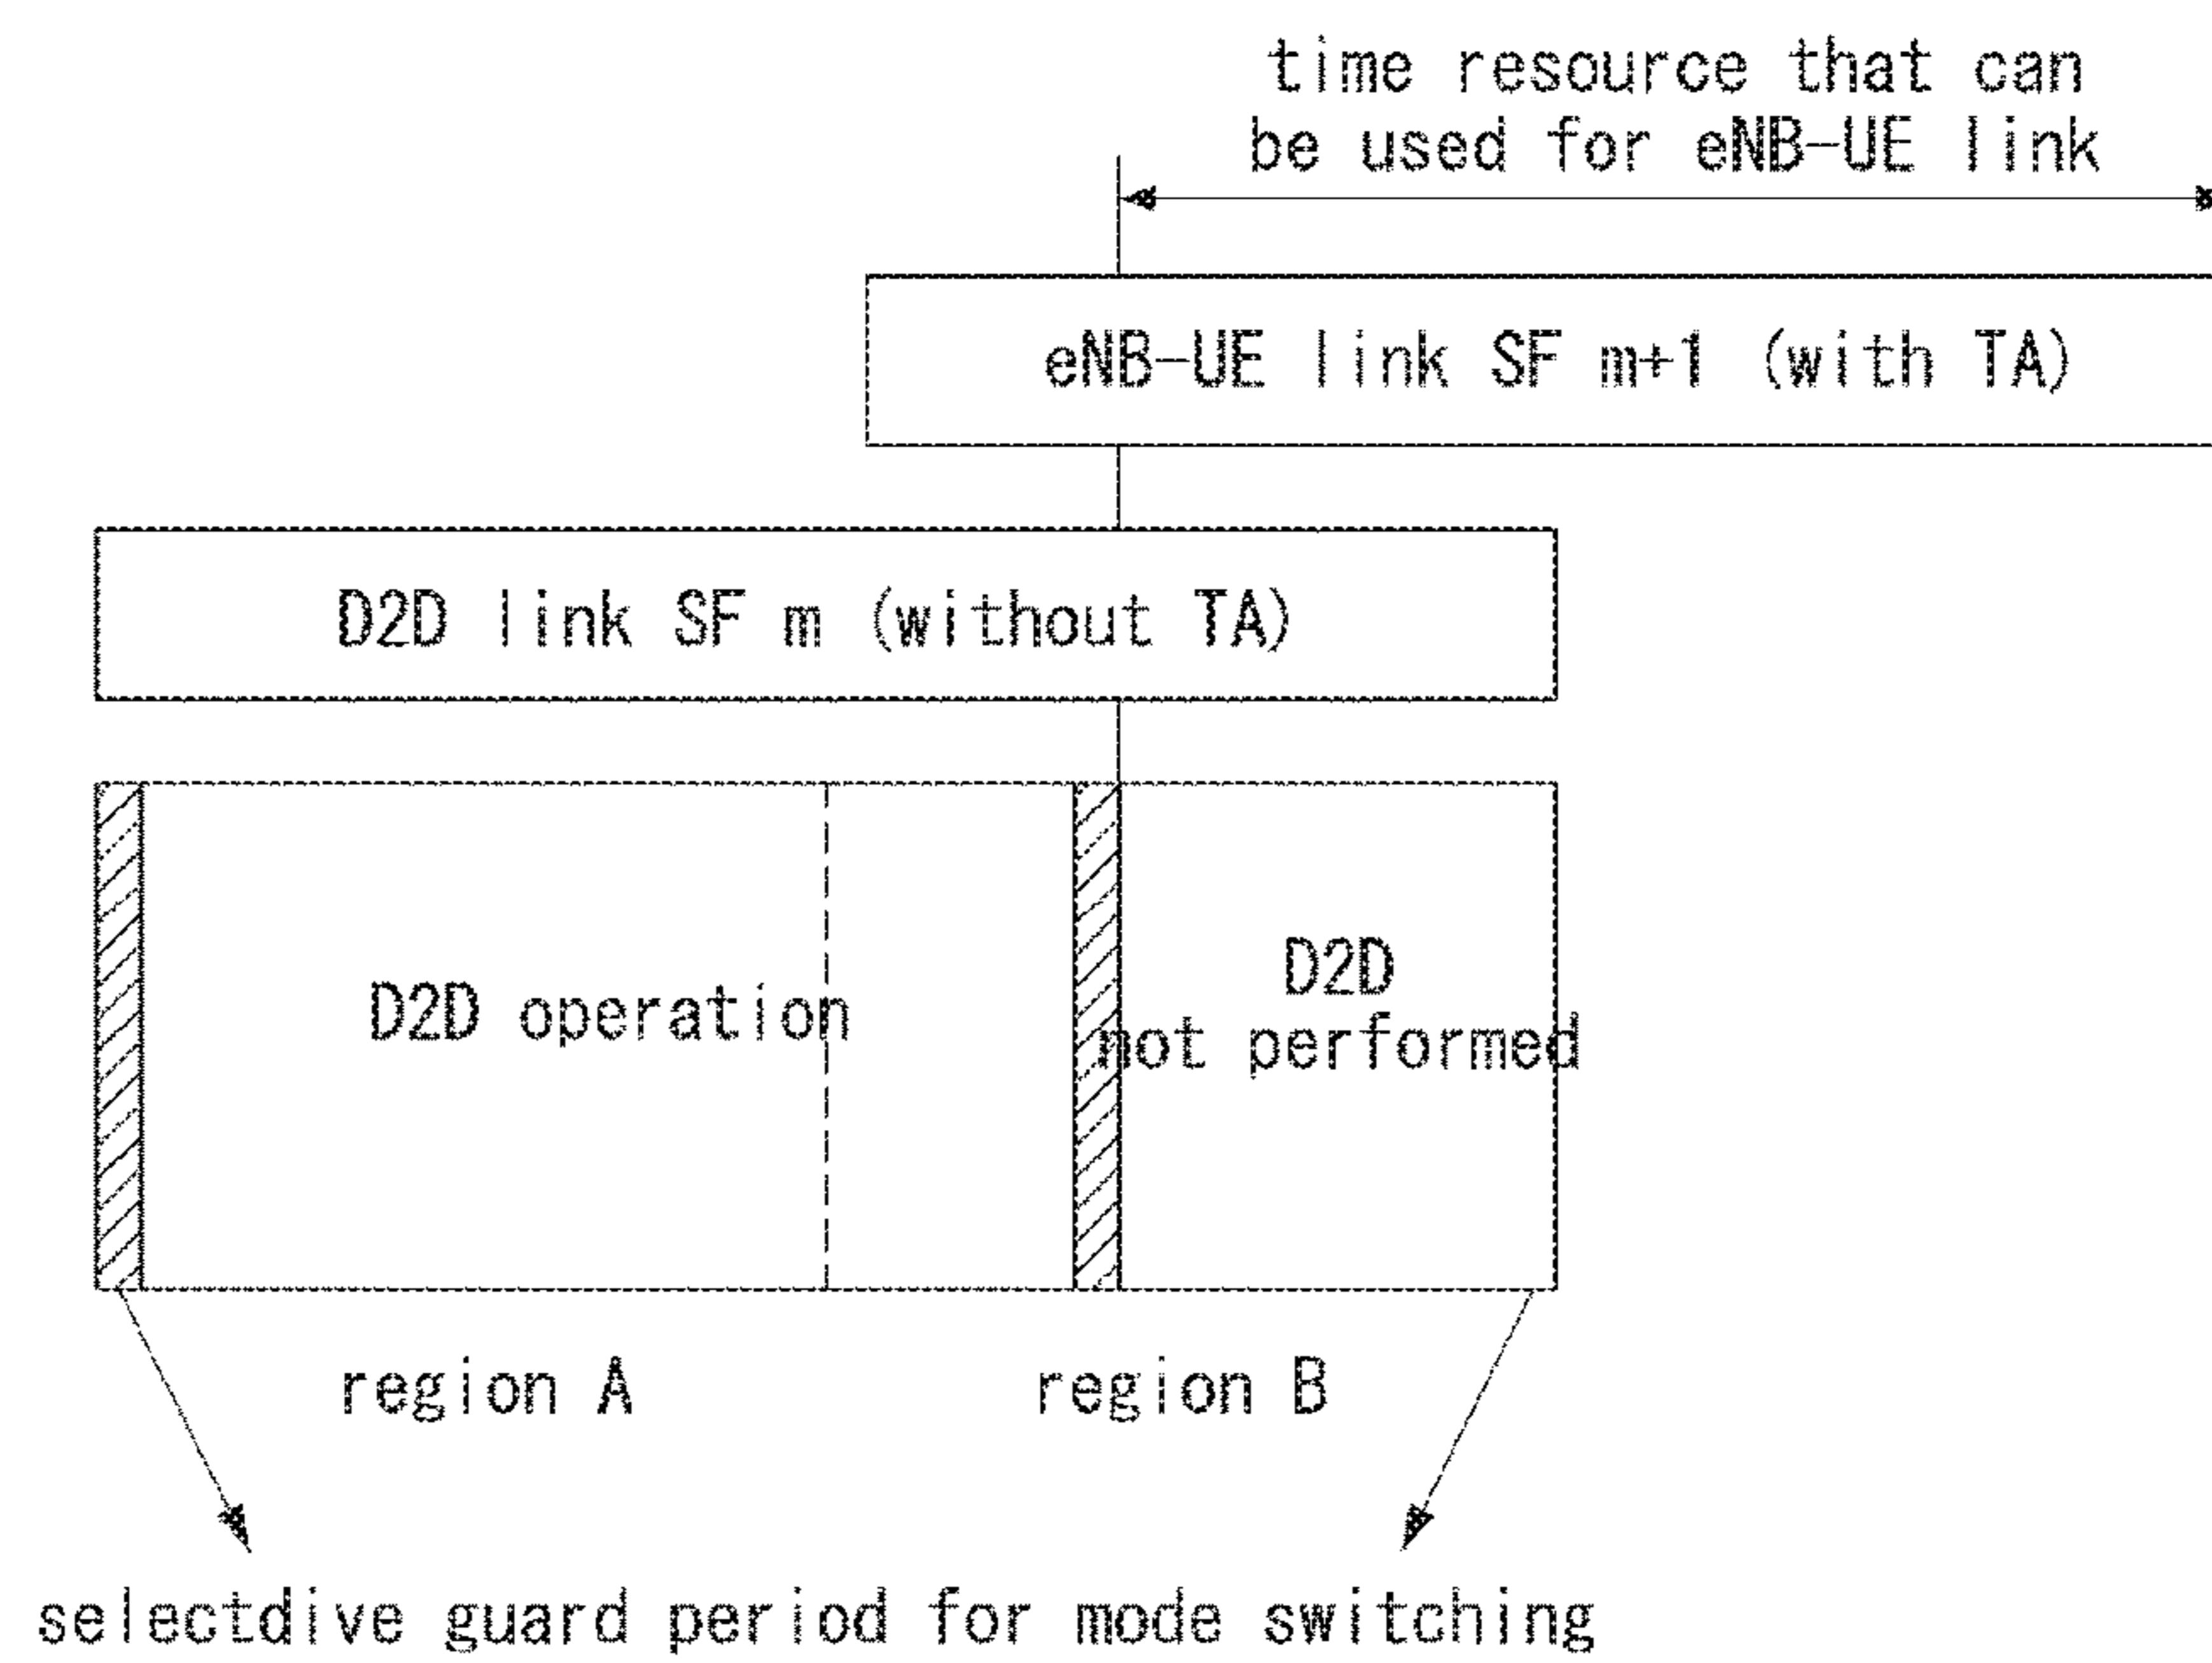 time resource that can
be used for eNB-UE link
eNB-UE link SF m+1 (with TA)
D2D link SF m (without TA)
D2D operation
D2D
not performed
region A
region B
selectdive guard period for mode switching